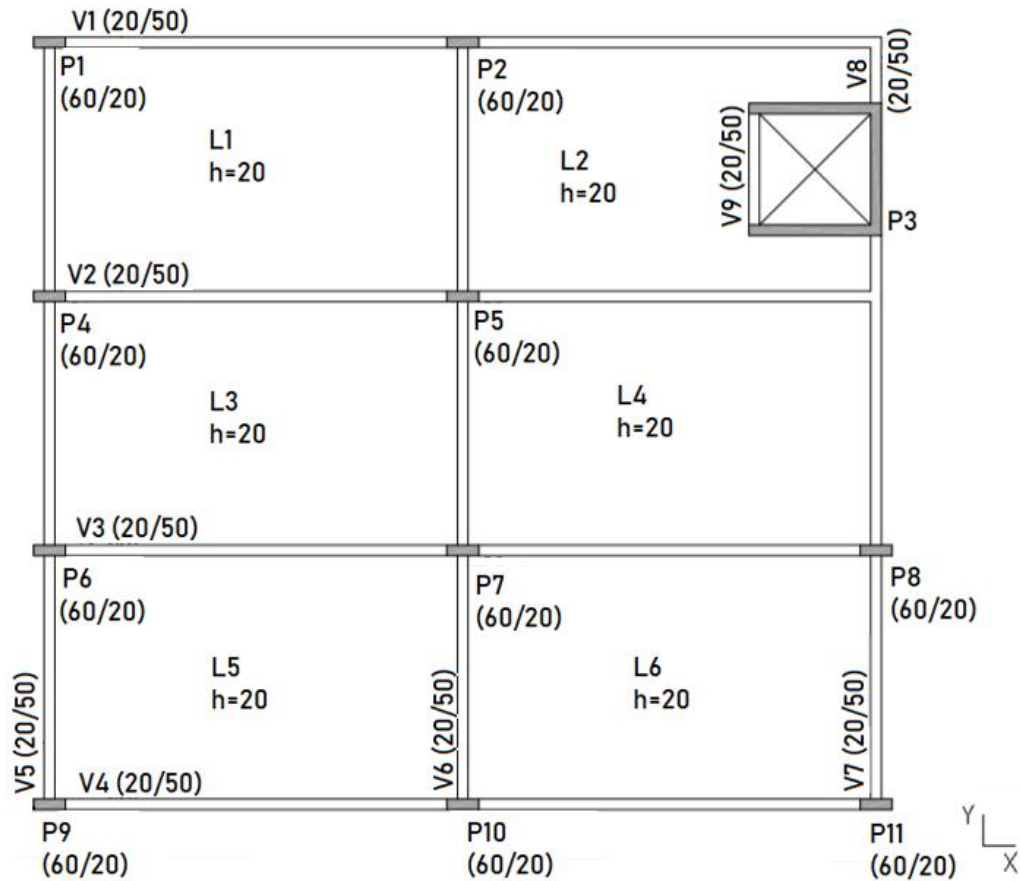 V1 (20/50)
P1
(60/20)
P2
(60/20)
V8
(20/50)
L1
h=20
L2
h=20
V9 (20/50)
P3
V2 (20/50)
P4
(60/20)
P5
(60/20)
L3
h=20
L4
h=20
V3 (20/50)
P6
(60/20)
P7
(60/20)
P8
(60/20)
L5
h=20
L6
h=20
V5 (20/50)
V6 (20/50)
V7 (20/50)
V4 (20/50)
P9
(60/20)
P10
(60/20)
P11
(60/20)
Y
X